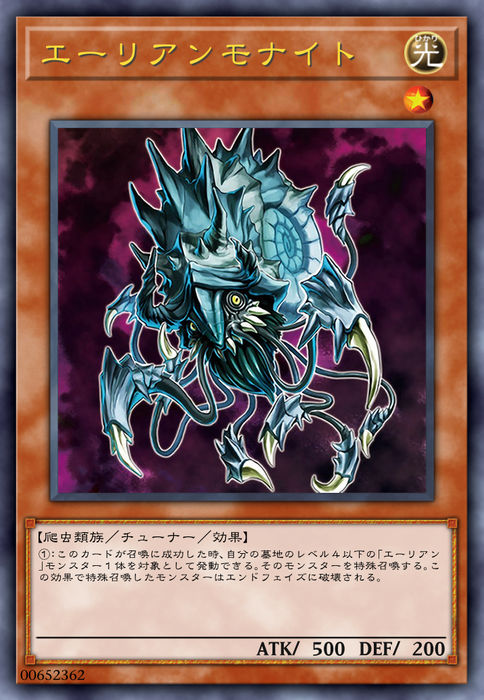 エーリアンモナイト
ひかり
光
【爬虫類族／チューナー／効果】
①:このカードが召喚に成功した時、自分の墓地のレベル４以下の「エーリアン
」モンスター１体を対象として発動できる。そのモンスターを特殊召喚する。こ
の効果で特殊召喚したモンスターはエンドフェイズに破壊される。
ATK/ 500 DEF/ 200
00652362